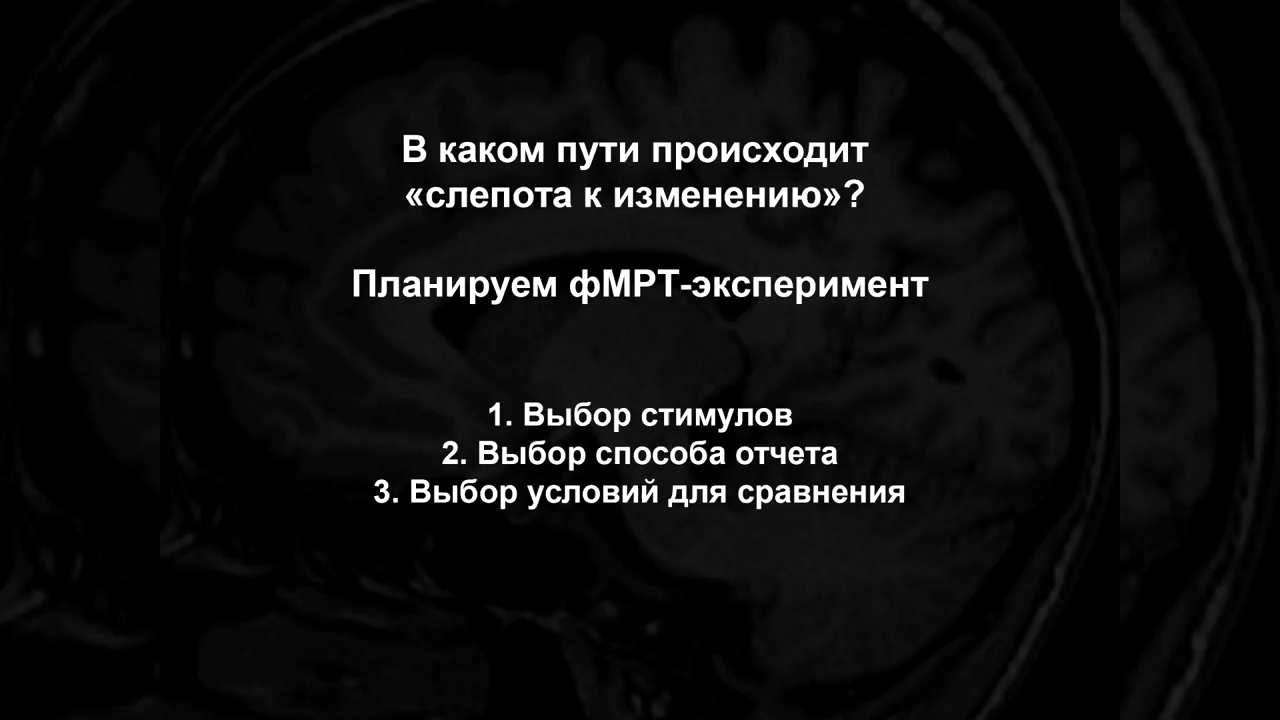 В каком пути происходит
«слепота к изменению»?
Планируем фМРТ-эксперимент
1. Выбор стимулов
2. Выбор способа отчета
3. Выбор условий для сравнения